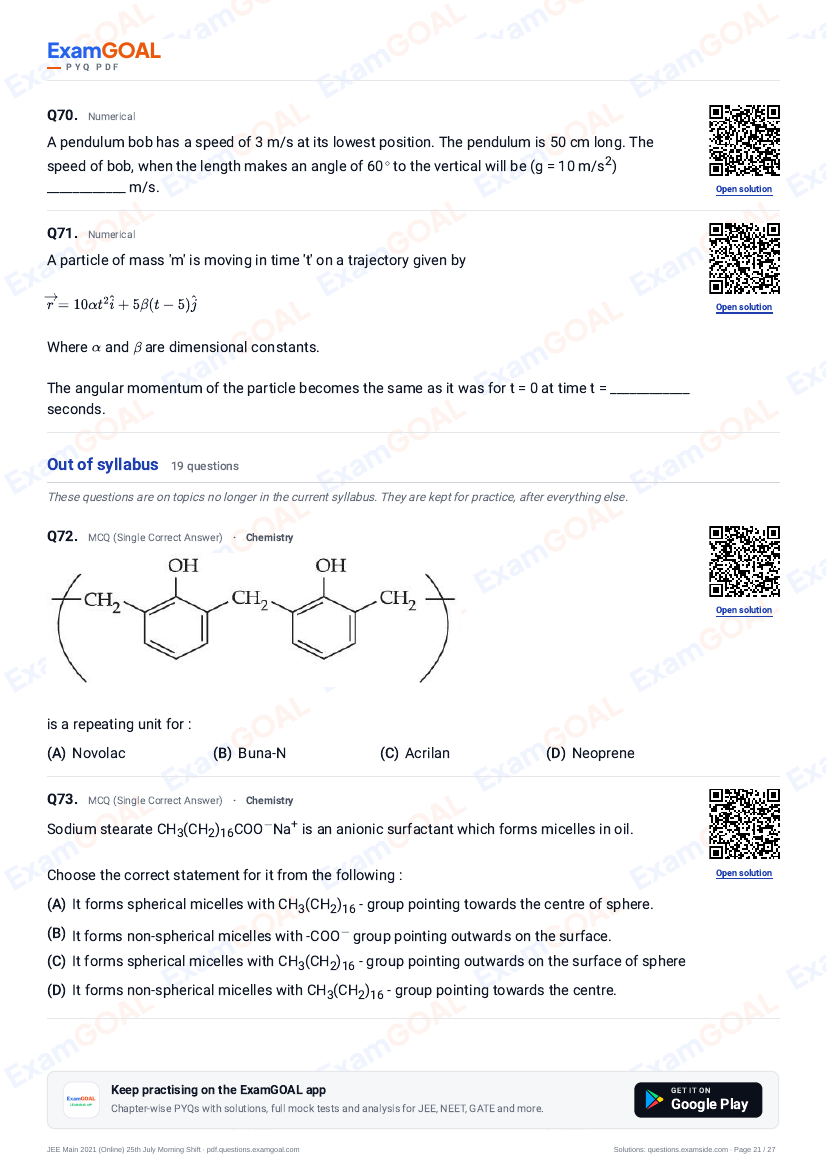 ExamGOAL
PYQ PDF
Q70. Numerical
A pendulum bob has a speed of 3 m/s at its lowest position. The pendulum is 50 cm long. The
speed of bob, when the length makes an angle of 60° to the vertical will be (g = 10 m/s²)
____________ m/s.
Open solution
Q71. Numerical
A particle of mass 'm' is moving in time 't' on a trajectory given by
r⃗ = 10αt² î + 5β(t − 5) ĵ
Where α and β are dimensional constants.
The angular momentum of the particle becomes the same as it was for t = 0 at time t = ____________
seconds.
Open solution
Out of syllabus 19 questions
These questions are on topics no longer in the current syllabus. They are kept for practice, after everything else.
Q72. MCQ (Single Correct Answer) · Chemistry
OH OH
CH₂ CH₂ CH₂
Open solution
is a repeating unit for :
(A) Novolac (B) Buna-N (C) Acrilan (D) Neoprene
Q73. MCQ (Single Correct Answer) · Chemistry
Sodium stearate CH₃(CH₂)₁₆COO⁻Na⁺ is an anionic surfactant which forms micelles in oil.
Open solution
Choose the correct statement for it from the following :
(A) It forms spherical micelles with CH₃(CH₂)₁₆ - group pointing towards the centre of sphere.
(B) It forms non-spherical micelles with -COO⁻ group pointing outwards on the surface.
(C) It forms spherical micelles with CH₃(CH₂)₁₆ - group pointing outwards on the surface of sphere
(D) It forms non-spherical micelles with CH₃(CH₂)₁₆ - group pointing towards the centre.
ExamGOAL
Keep practising on the ExamGOAL app
Chapter-wise PYQs with solutions, full mock tests and analysis for JEE, NEET, GATE and more.
GET IT ON
Google Play
JEE Main 2021 (Online) 25th July Morning Shift · pdf.questions.examgoal.com
Solutions: questions.examside.com · Page 21 / 27